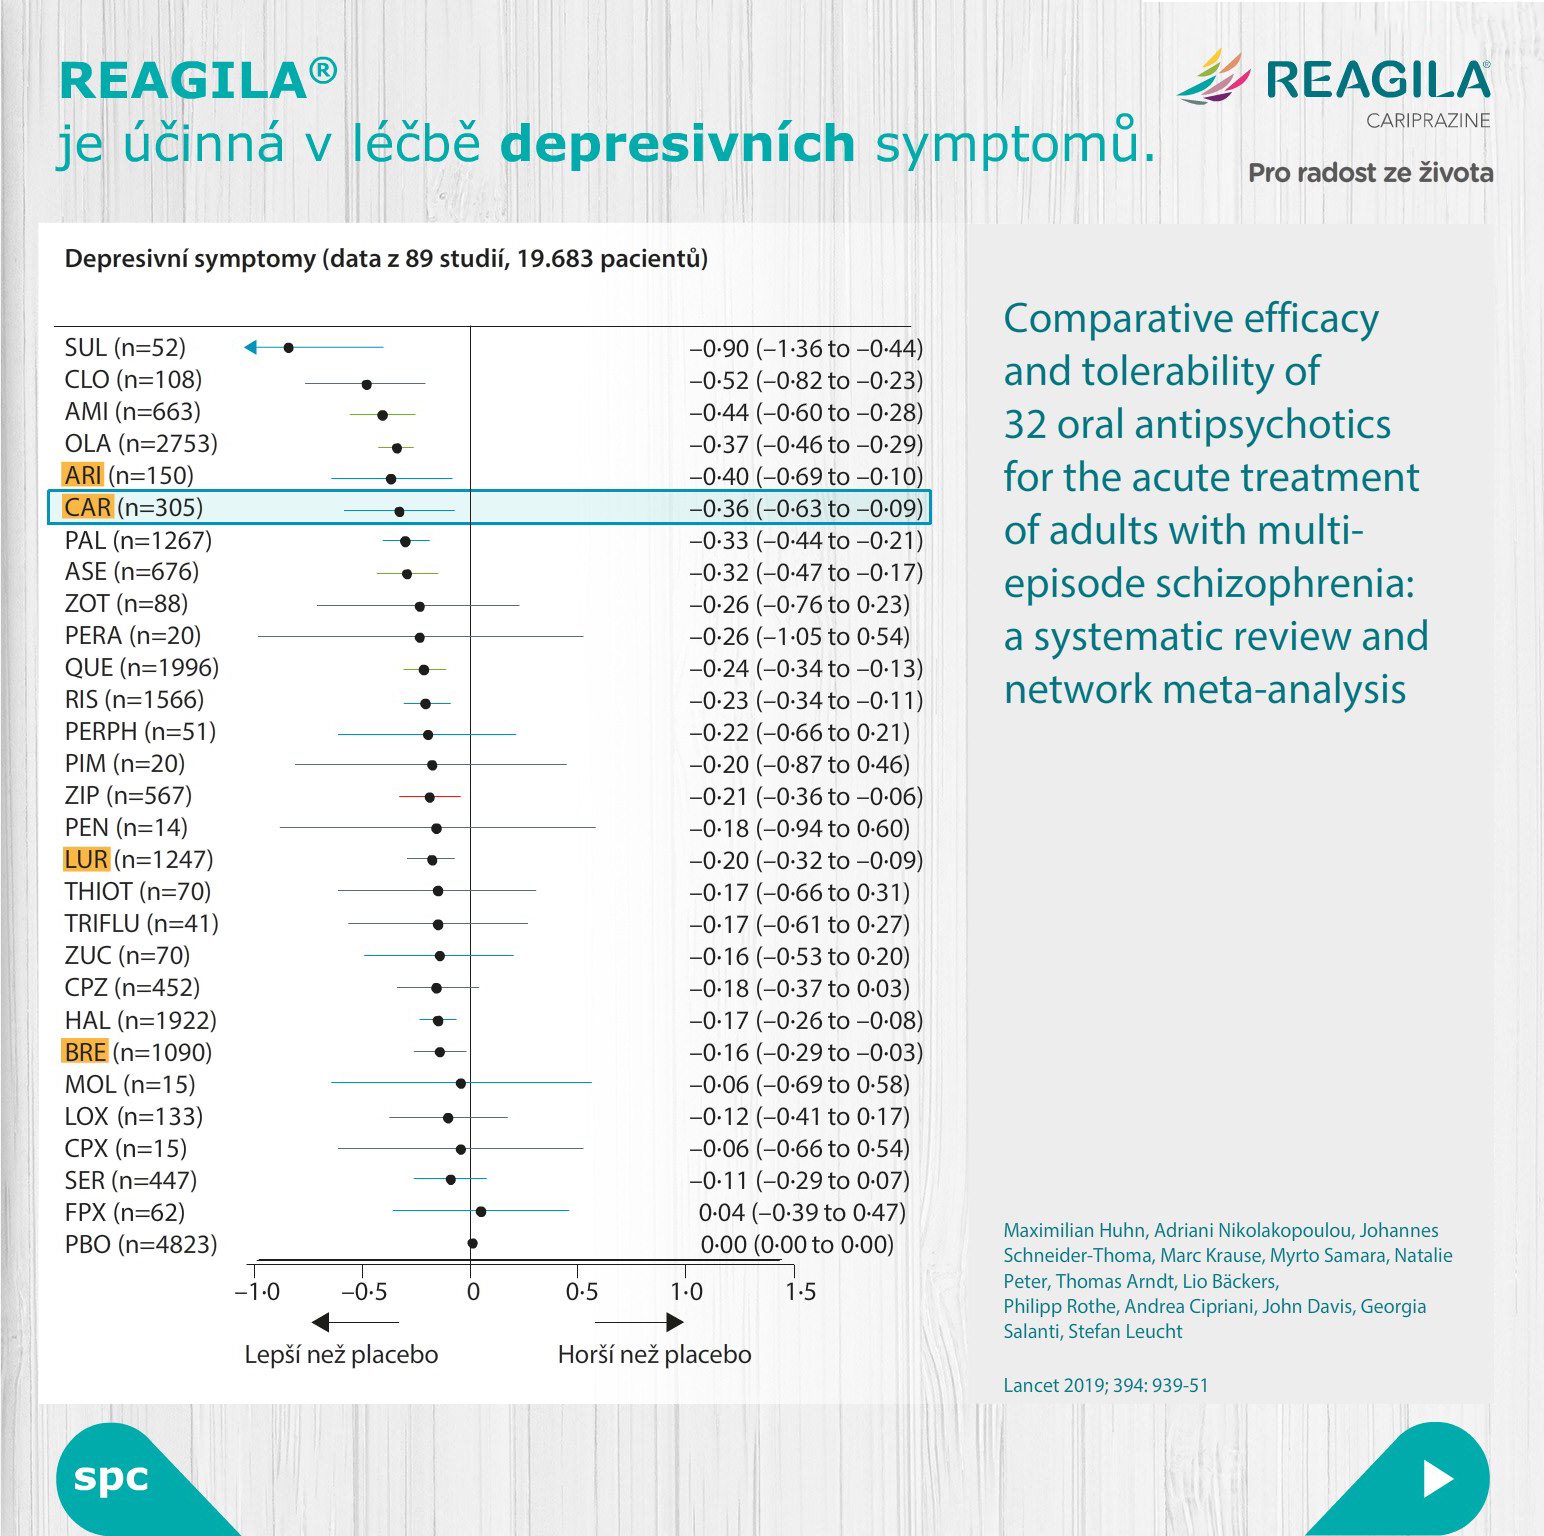 REAGILA®
je účinná v léčbě depresivních symptomů.
REAGILA®
CARIPRAZINE
Pro radost ze života
Depresivní symptomy (data z 89 studií, 19.683 pacientů)
SUL (n=52) –0·90 (–1·36 to –0·44)
CLO (n=108) –0·52 (–0·82 to –0·23)
AMI (n=663) –0·44 (–0·60 to –0·28)
OLA (n=2753) –0·37 (–0·46 to –0·29)
ARI (n=150) –0·40 (–0·69 to –0·10)
CAR (n=305) –0·36 (–0·63 to –0·09)
PAL (n=1267) –0·33 (–0·44 to –0·21)
ASE (n=676) –0·32 (–0·47 to –0·17)
ZOT (n=88) –0·26 (–0·76 to 0·23)
PERA (n=20) –0·26 (–1·05 to 0·54)
QUE (n=1996) –0·24 (–0·34 to –0·13)
RIS (n=1566) –0·23 (–0·34 to –0·11)
PERPH (n=51) –0·22 (–0·66 to 0·21)
PIM (n=20) –0·20 (–0·87 to 0·46)
ZIP (n=567) –0·21 (–0·36 to –0·06)
PEN (n=14) –0·18 (–0·94 to 0·60)
LUR (n=1247) –0·20 (–0·32 to –0·09)
THIOT (n=70) –0·17 (–0·66 to 0·31)
TRIFLU (n=41) –0·17 (–0·61 to 0·27)
ZUC (n=70) –0·16 (–0·53 to 0·20)
CPZ (n=452) –0·18 (–0·37 to 0·03)
HAL (n=1922) –0·17 (–0·26 to –0·08)
BRE (n=1090) –0·16 (–0·29 to –0·03)
MOL (n=15) –0·06 (–0·69 to 0·58)
LOX (n=133) –0·12 (–0·41 to 0·17)
CPX (n=15) –0·06 (–0·66 to 0·54)
SER (n=447) –0·11 (–0·29 to 0·07)
FPX (n=62) 0·04 (–0·39 to 0·47)
PBO (n=4823) 0·00 (0·00 to 0·00)
–1·0 –0·5 0 0·5 1·0 1·5
Lepší než placebo Horší než placebo
Comparative efficacy
and tolerability of
32 oral antipsychotics
for the acute treatment
of adults with multi-
episode schizophrenia:
a systematic review and
network meta-analysis
Maximilian Huhn, Adriani Nikolakopoulou, Johannes
Schneider-Thoma, Marc Krause, Myrto Samara, Natalie
Peter, Thomas Arndt, Lio Bäckers,
Philipp Rothe, Andrea Cipriani, John Davis, Georgia
Salanti, Stefan Leucht
Lancet 2019; 394: 939-51
spc